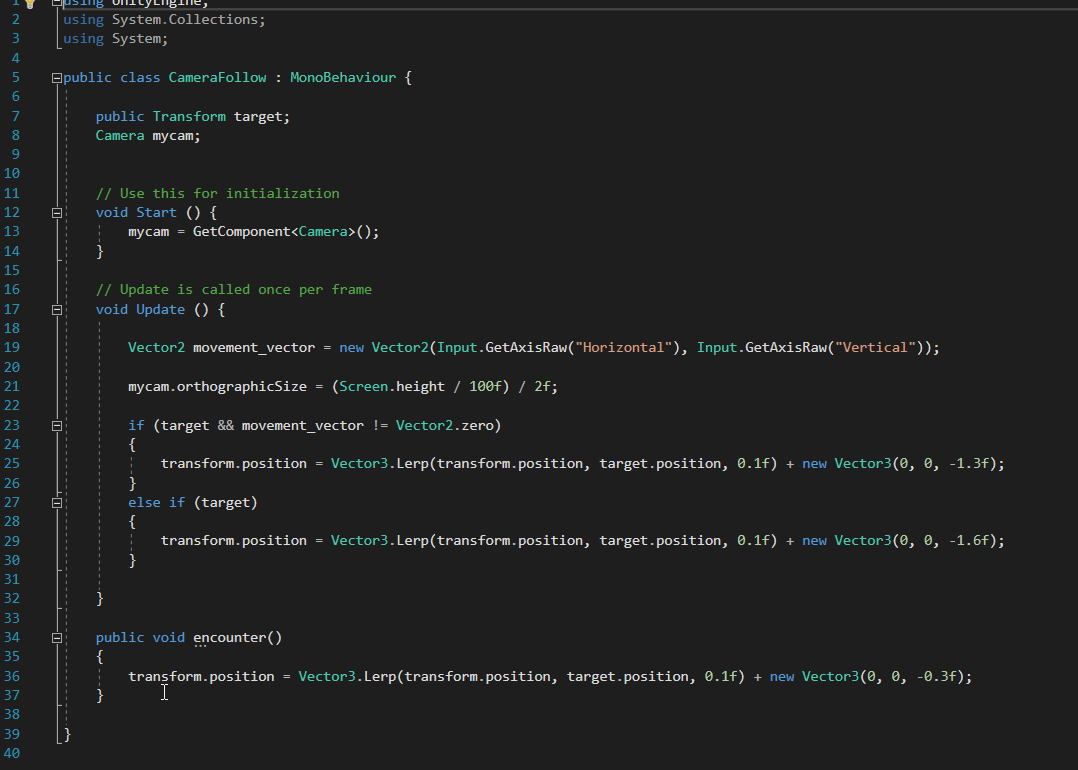 1 using UnityEngine;
2 using System.Collections;
3 using System;
4
5 public class CameraFollow : MonoBehaviour {
6
7 public Transform target;
8 Camera mycam;
9
10
11 // Use this for initialization
12 void Start () {
13 mycam = GetComponent<Camera>();
14 }
15
16 // Update is called once per frame
17 void Update () {
18
19 Vector2 movement_vector = new Vector2(Input.GetAxisRaw("Horizontal"), Input.GetAxisRaw("Vertical"));
20
21 mycam.orthographicSize = (Screen.height / 100f) / 2f;
22
23 if (target && movement_vector != Vector2.zero)
24 {
25 transform.position = Vector3.Lerp(transform.position, target.position, 0.1f) + new Vector3(0, 0, -1.3f);
26 }
27 else if (target)
28 {
29 transform.position = Vector3.Lerp(transform.position, target.position, 0.1f) + new Vector3(0, 0, -1.6f);
30 }
31
32 }
33
34 public void encounter()
35 {
36 transform.position = Vector3.Lerp(transform.position, target.position, 0.1f) + new Vector3(0, 0, -0.3f);
37 }
38
39 }
40